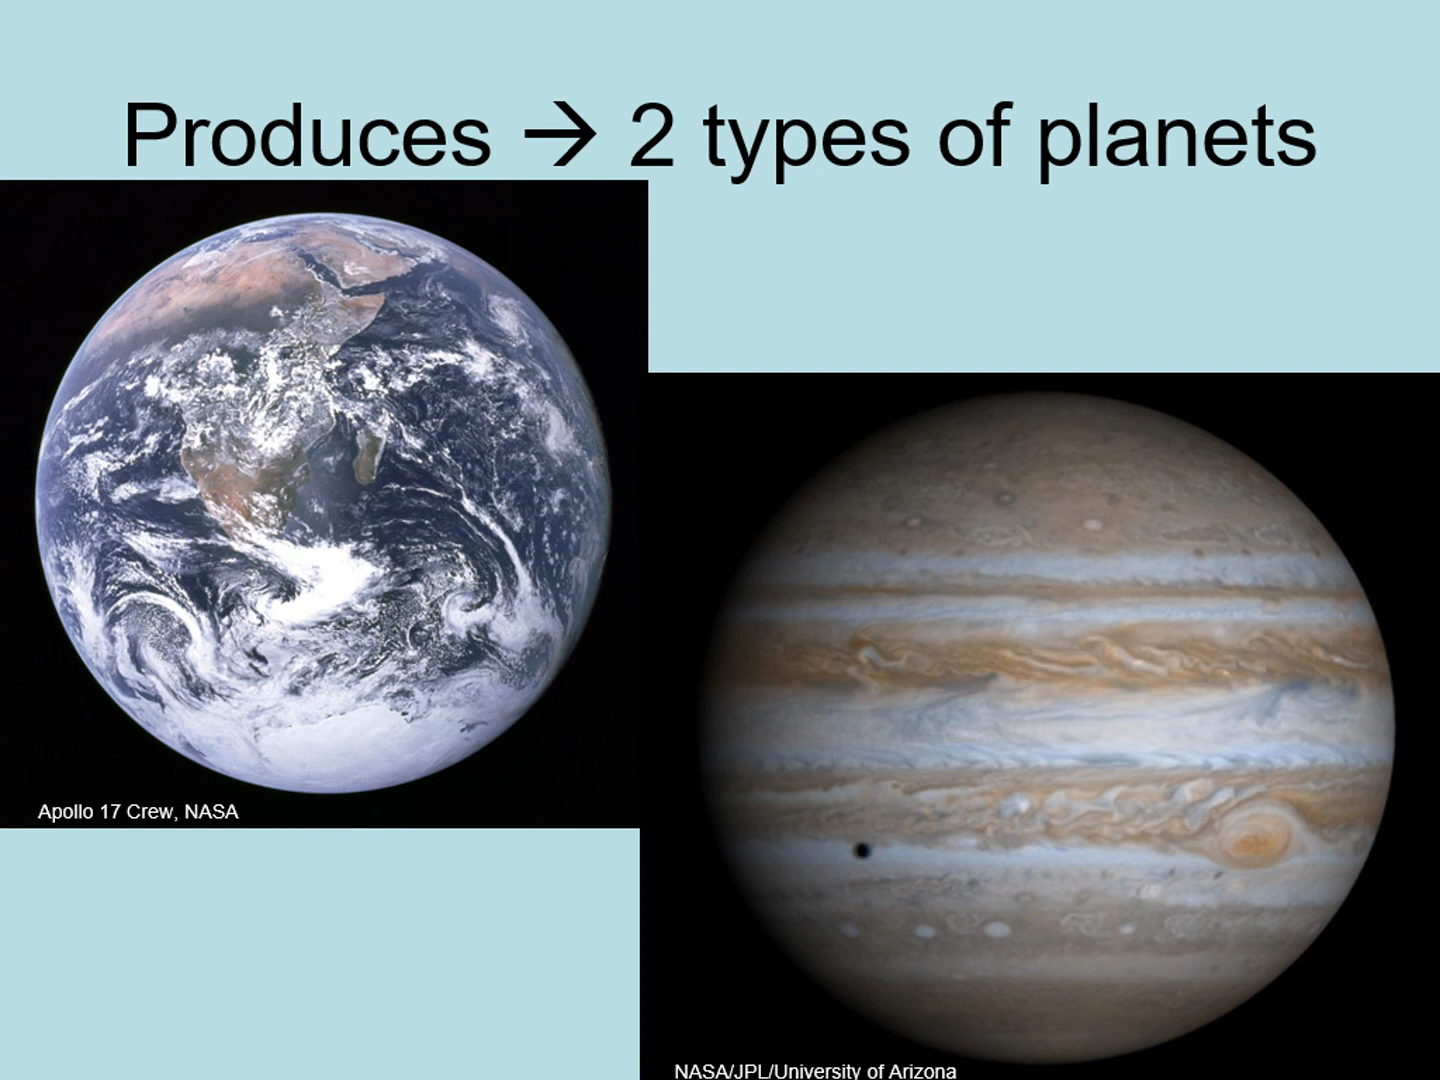 Produces → 2 types of planets
Apollo 17 Crew, NASA
NASA/JPL/University of Arizona